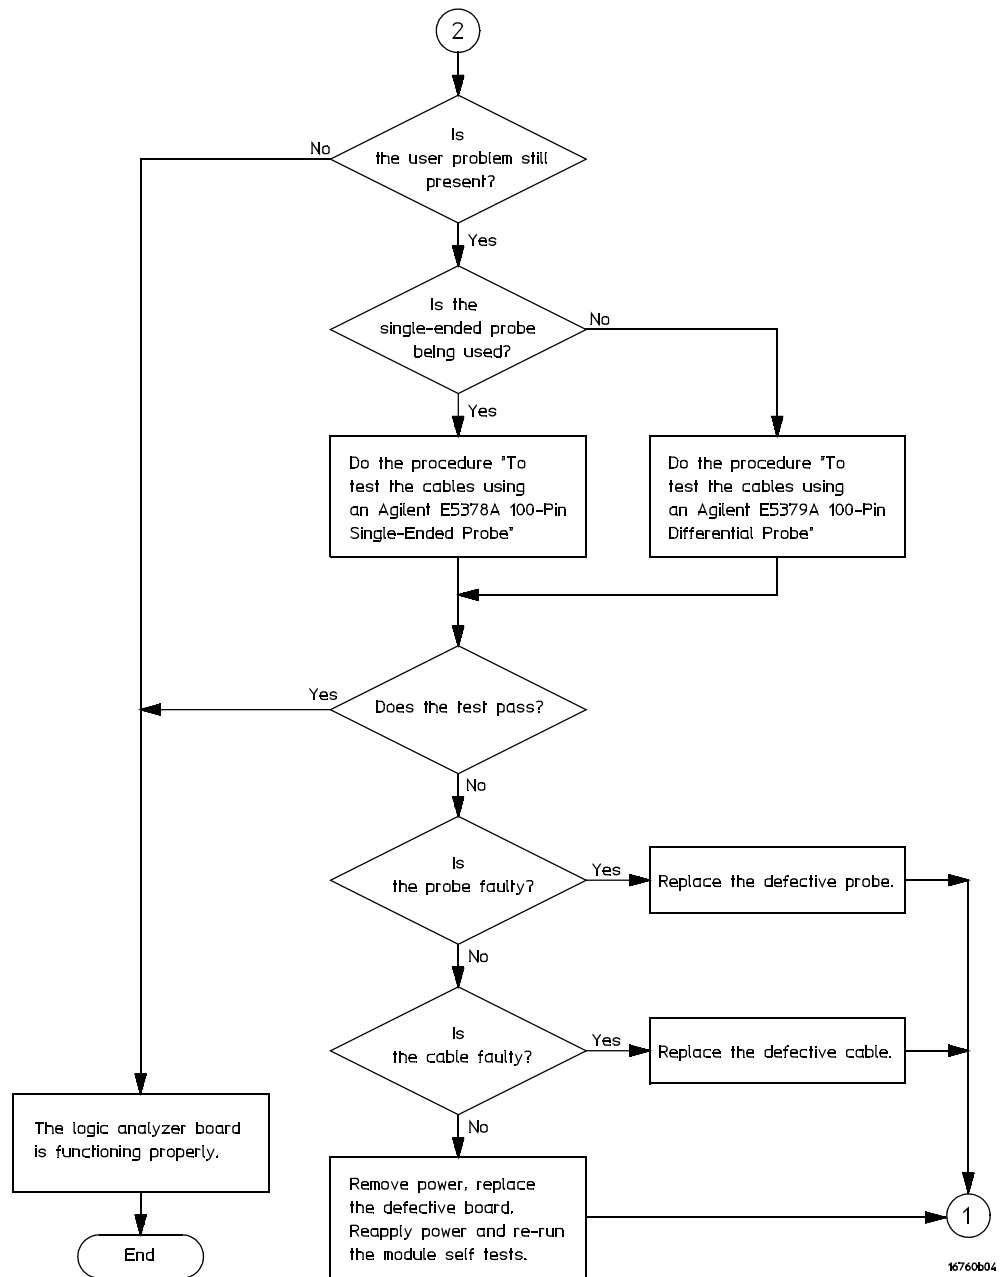 2
Is
the user problem still
present?
No
Yes
Is the
single-ended probe
being used?
No
Yes
Do the procedure "To
test the cables using
an Agilent E5378A 100-Pin
Single-Ended Probe"
Do the procedure "To
test the cables using
an Agilent E5379A 100-Pin
Differential Probe"
Does the test pass?
Yes
No
Is
the probe faulty?
Yes
Replace the defective probe.
No
Is
the cable faulty?
Yes
Replace the defective cable.
No
The logic analyzer board
is functioning properly.
Remove power, replace
the defective board.
Reapply power and re-run
the module self tests.
1
End
16760b04